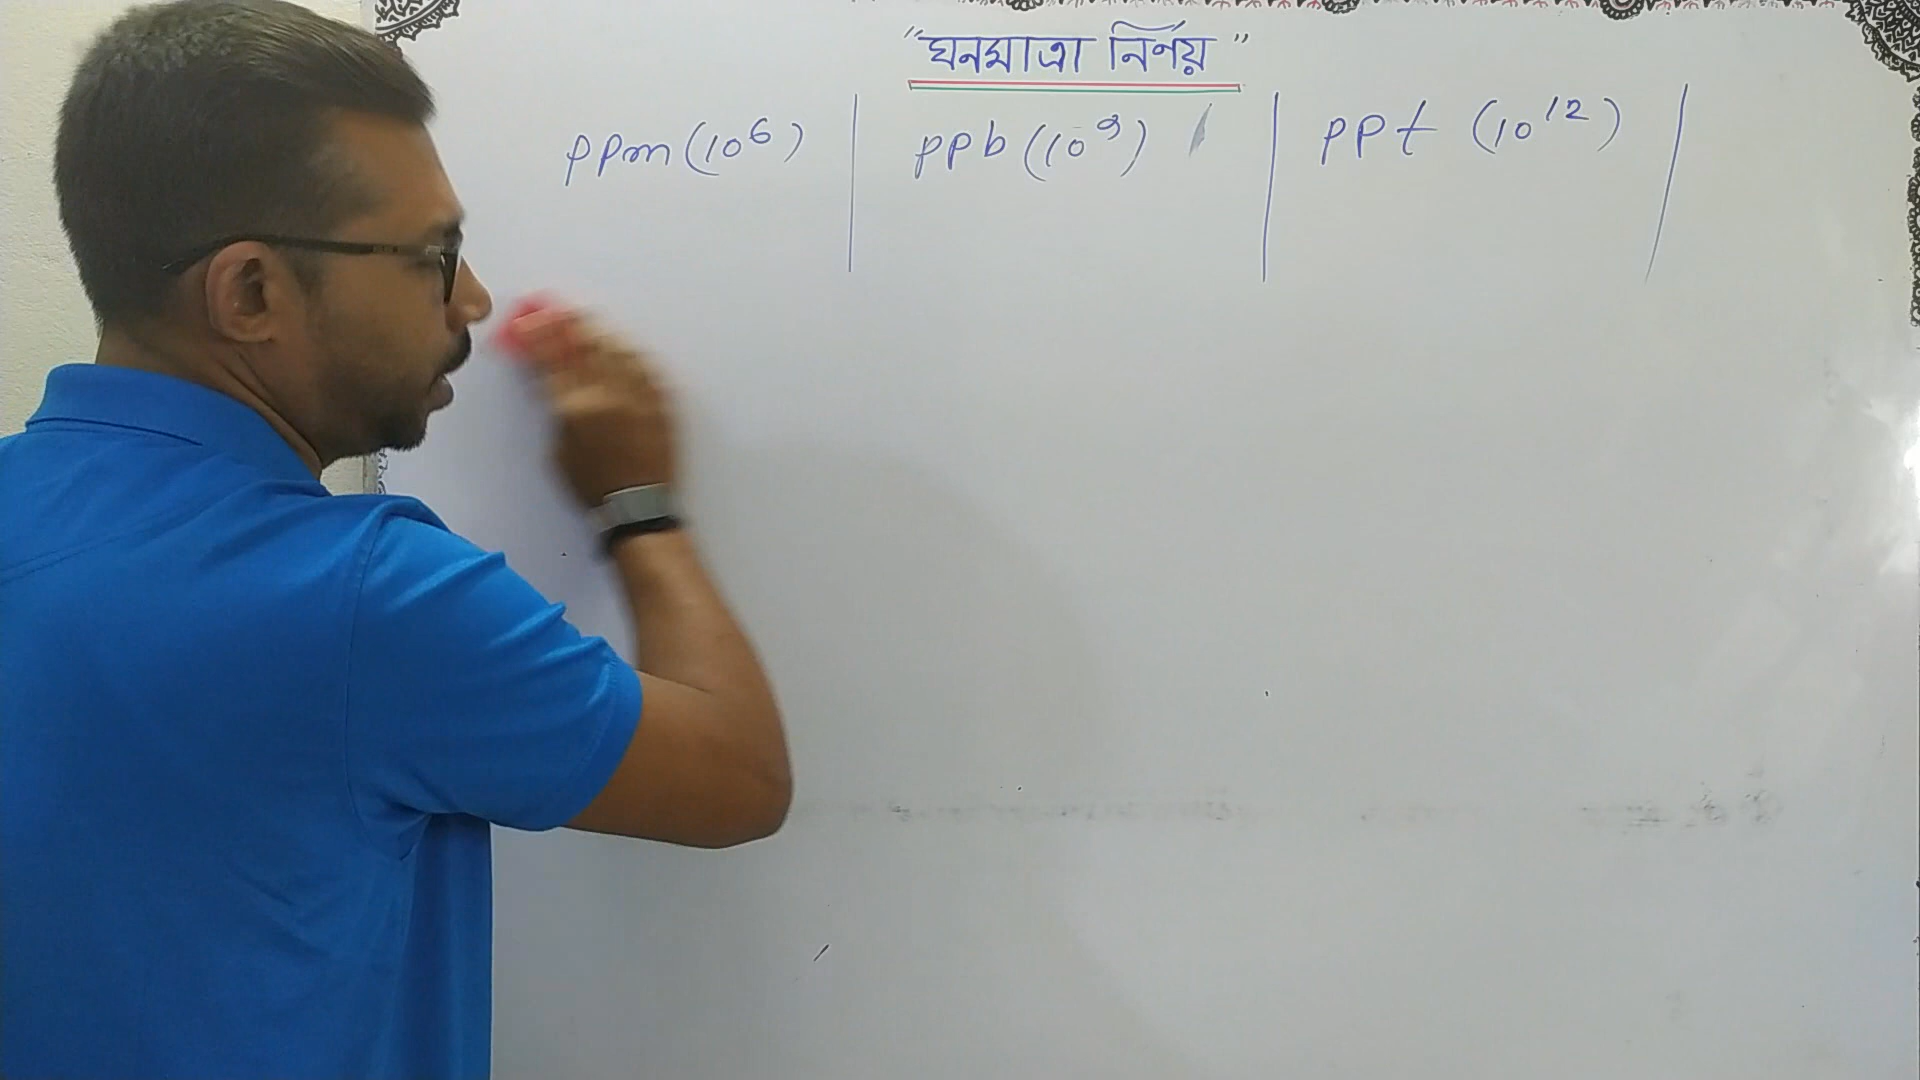 "ঘনমাত্রা নির্ণয়"
ppm (10⁶) | ppb (10⁹) | ppt (10¹²) |